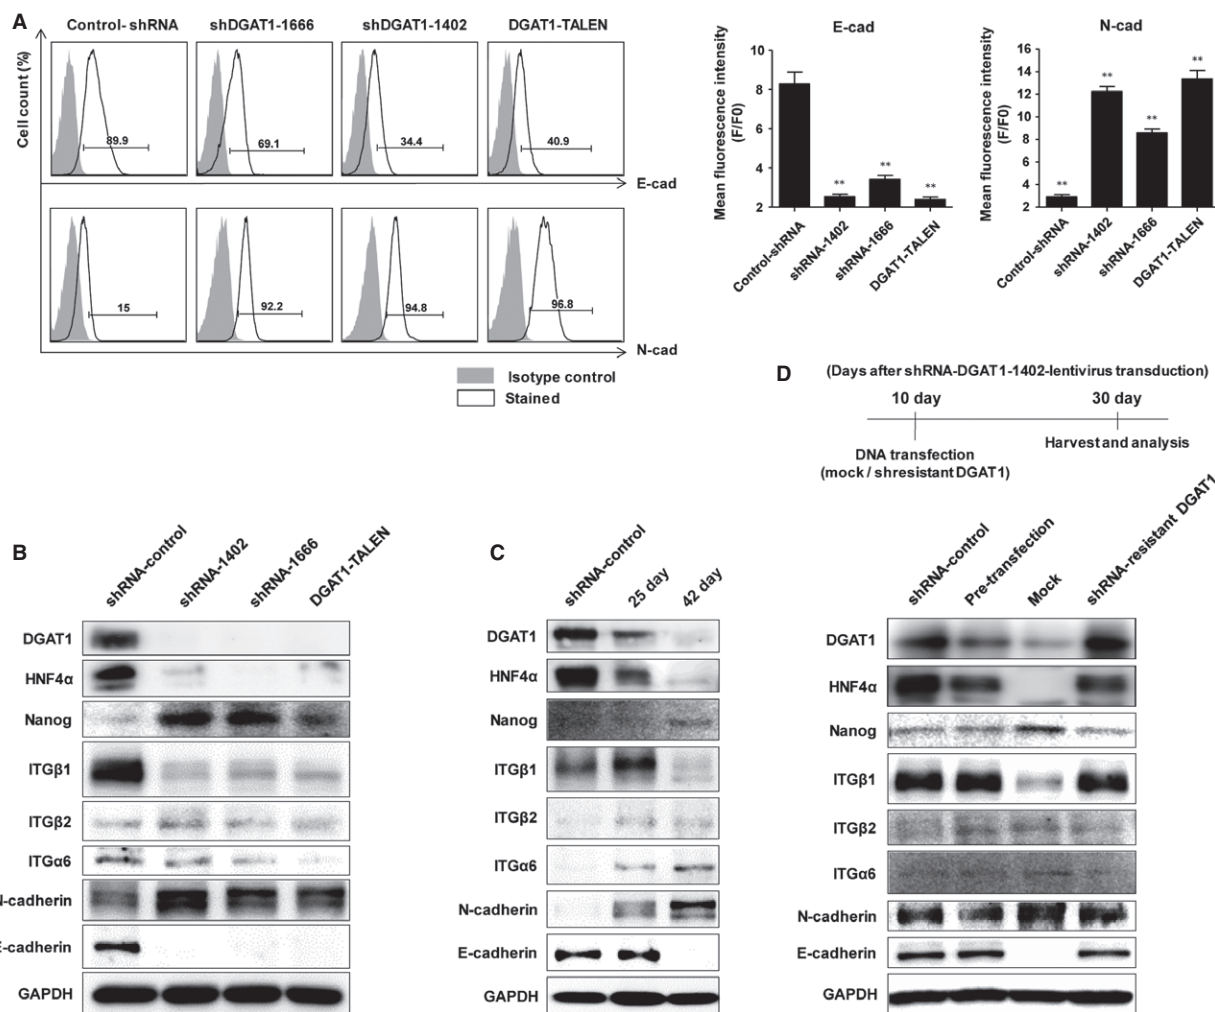 A
Control- shRNA
shDGAT1-1666
shDGAT1-1402
DGAT1-TALEN
Cell count (%)
89.9
69.1
34.4
40.9
E-cad
15
92.2
94.8
96.8
N-cad
Isotype control
Stained
E-cad
Mean fluorescence intensity
(F/F0)
10
8
6
4
2
**
**
**
Control-shRNA
shRNA-1402
shRNA-1666
DGAT1-TALEN
N-cad
Mean fluorescence intensity
(F/F0)
16
14
12
10
8
6
4
2
**
**
**
**
Control-shRNA
shRNA-1402
shRNA-1666
DGAT1-TALEN
B
shRNA-control
shRNA-1402
shRNA-1666
DGAT1-TALEN
DGAT1
HNF4α
Nanog
ITGβ1
ITGβ2
ITGα6
N-cadherin
E-cadherin
GAPDH
C
shRNA-control
25 day
42 day
DGAT1
HNF4α
Nanog
ITGβ1
ITGβ2
ITGα6
N-cadherin
E-cadherin
GAPDH
D
(Days after shRNA-DGAT1-1402-lentivirus transduction)
10 day
30 day
DNA transfection
(mock / shresistant DGAT1)
Harvest and analysis
shRNA-control
Pre-transfection
Mock
shRNA-resistant DGAT1
DGAT1
HNF4α
Nanog
ITGβ1
ITGβ2
ITGα6
N-cadherin
E-cadherin
GAPDH